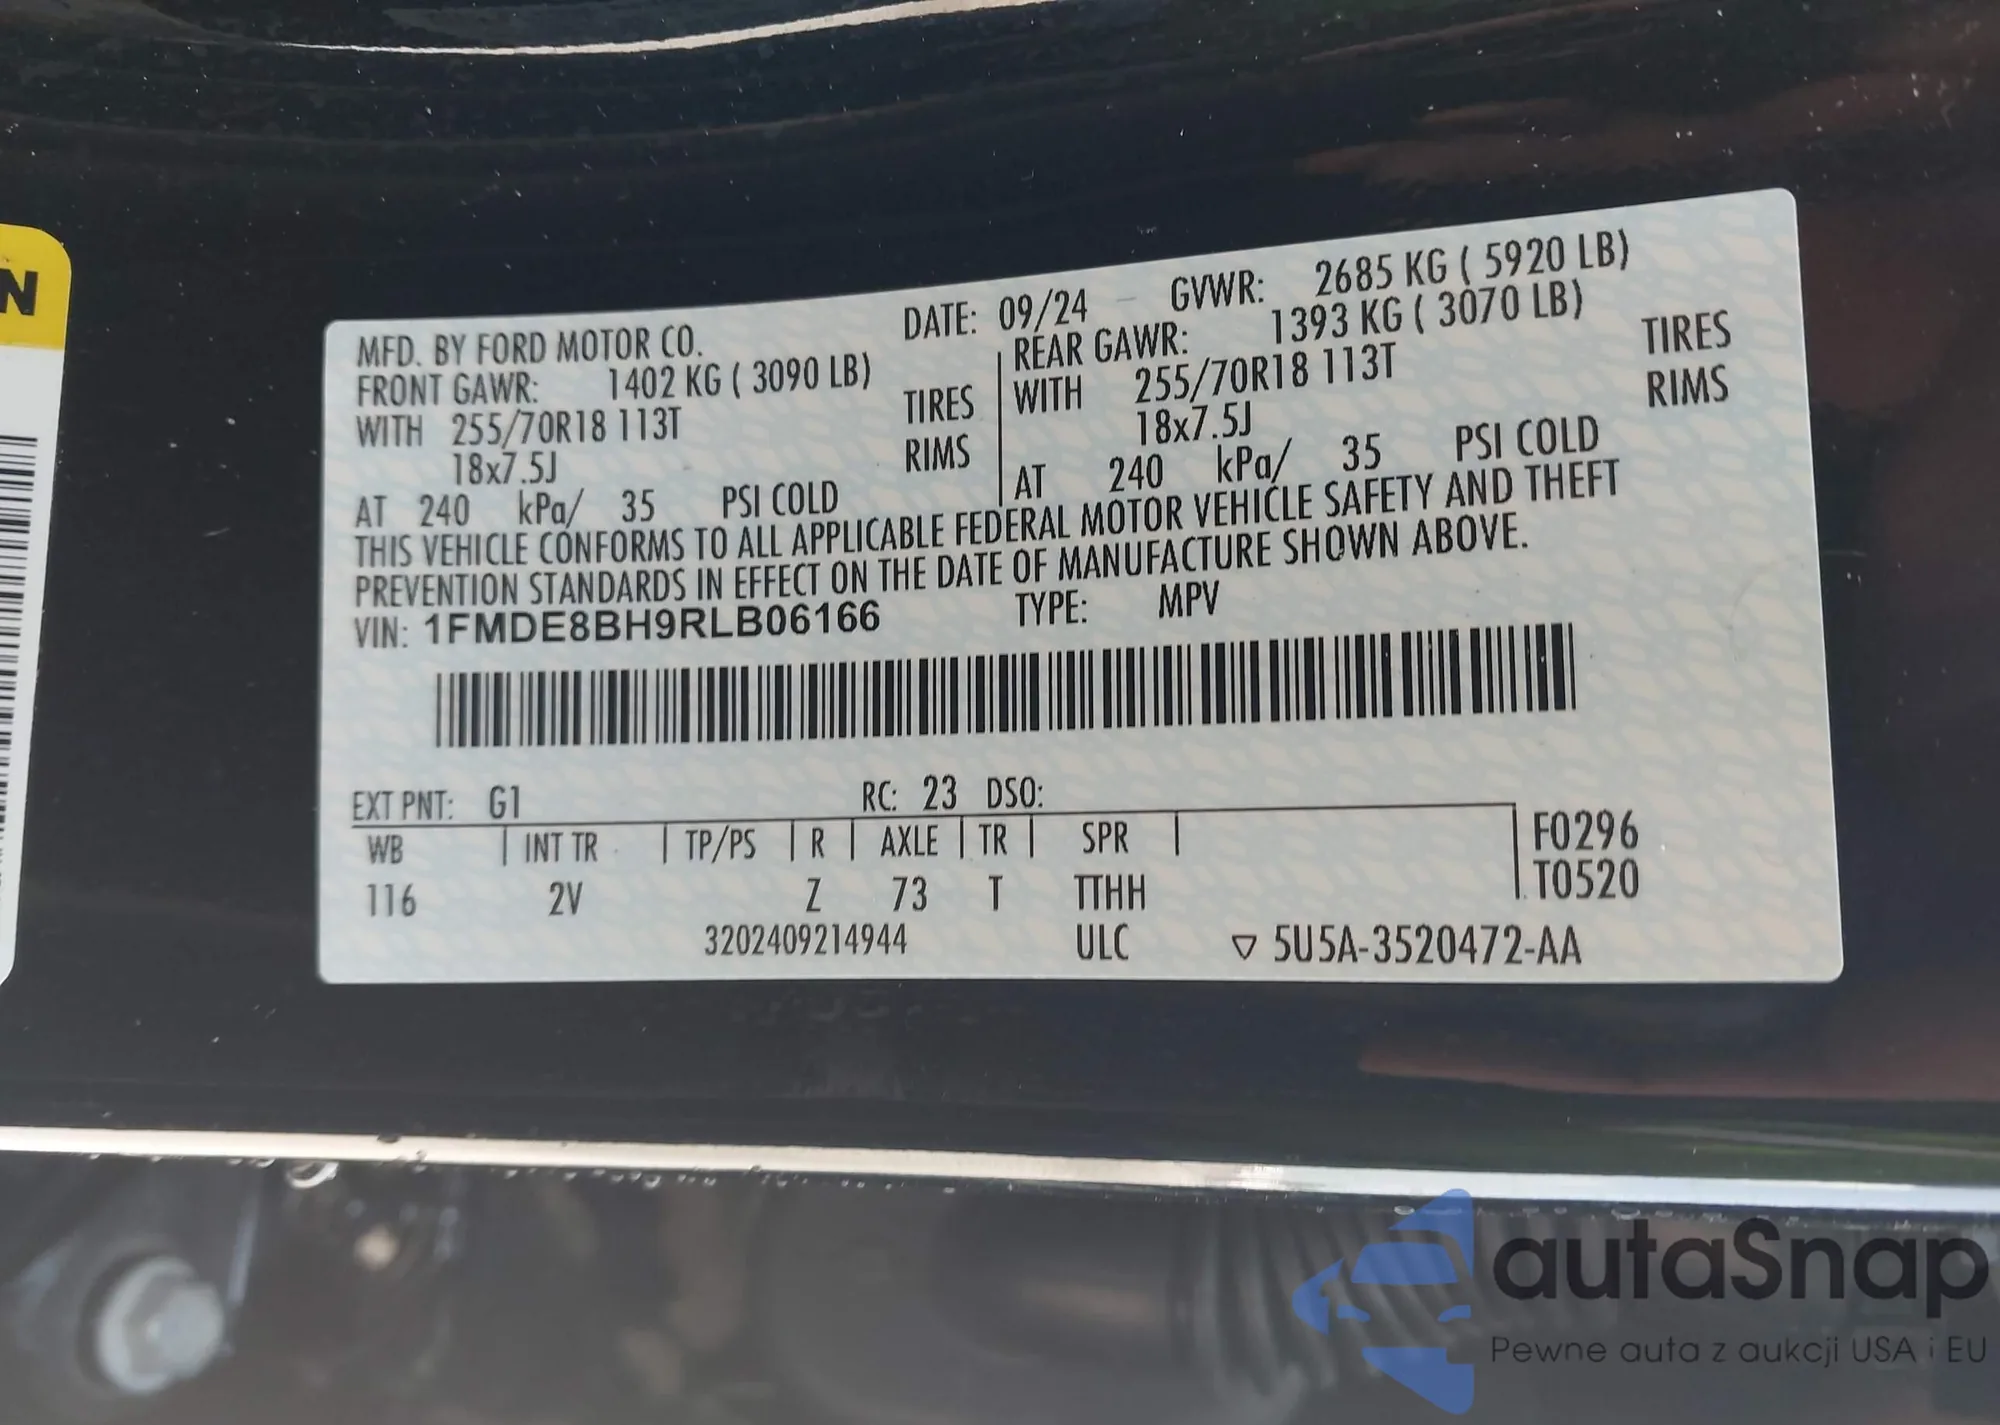 N
MFD. BY FORD MOTOR CO. DATE: 09/24 GVWR: 2685 KG ( 5920 LB)
FRONT GAWR: 1402 KG ( 3090 LB) REAR GAWR: 1393 KG ( 3070 LB)
WITH 255/70R18 113T TIRES WITH 255/70R18 113T TIRES
18x7.5J RIMS 18x7.5J RIMS
AT 240 kPa/ 35 PSI COLD AT 240 kPa/ 35 PSI COLD
THIS VEHICLE CONFORMS TO ALL APPLICABLE FEDERAL MOTOR VEHICLE SAFETY AND THEFT
PREVENTION STANDARDS IN EFFECT ON THE DATE OF MANUFACTURE SHOWN ABOVE.
VIN: 1FMDE8BH9RLB06166 TYPE: MPV
EXT PNT: G1 RC: 23 DSO:
WB INT TR TP/PS R AXLE TR SPR F0296
116 2V Z 73 T TTHH T0520
3202409214944 ULC ▽ 5U5A-3520472-AA
autaSnap
Pewne auta z aukcji USA i EU